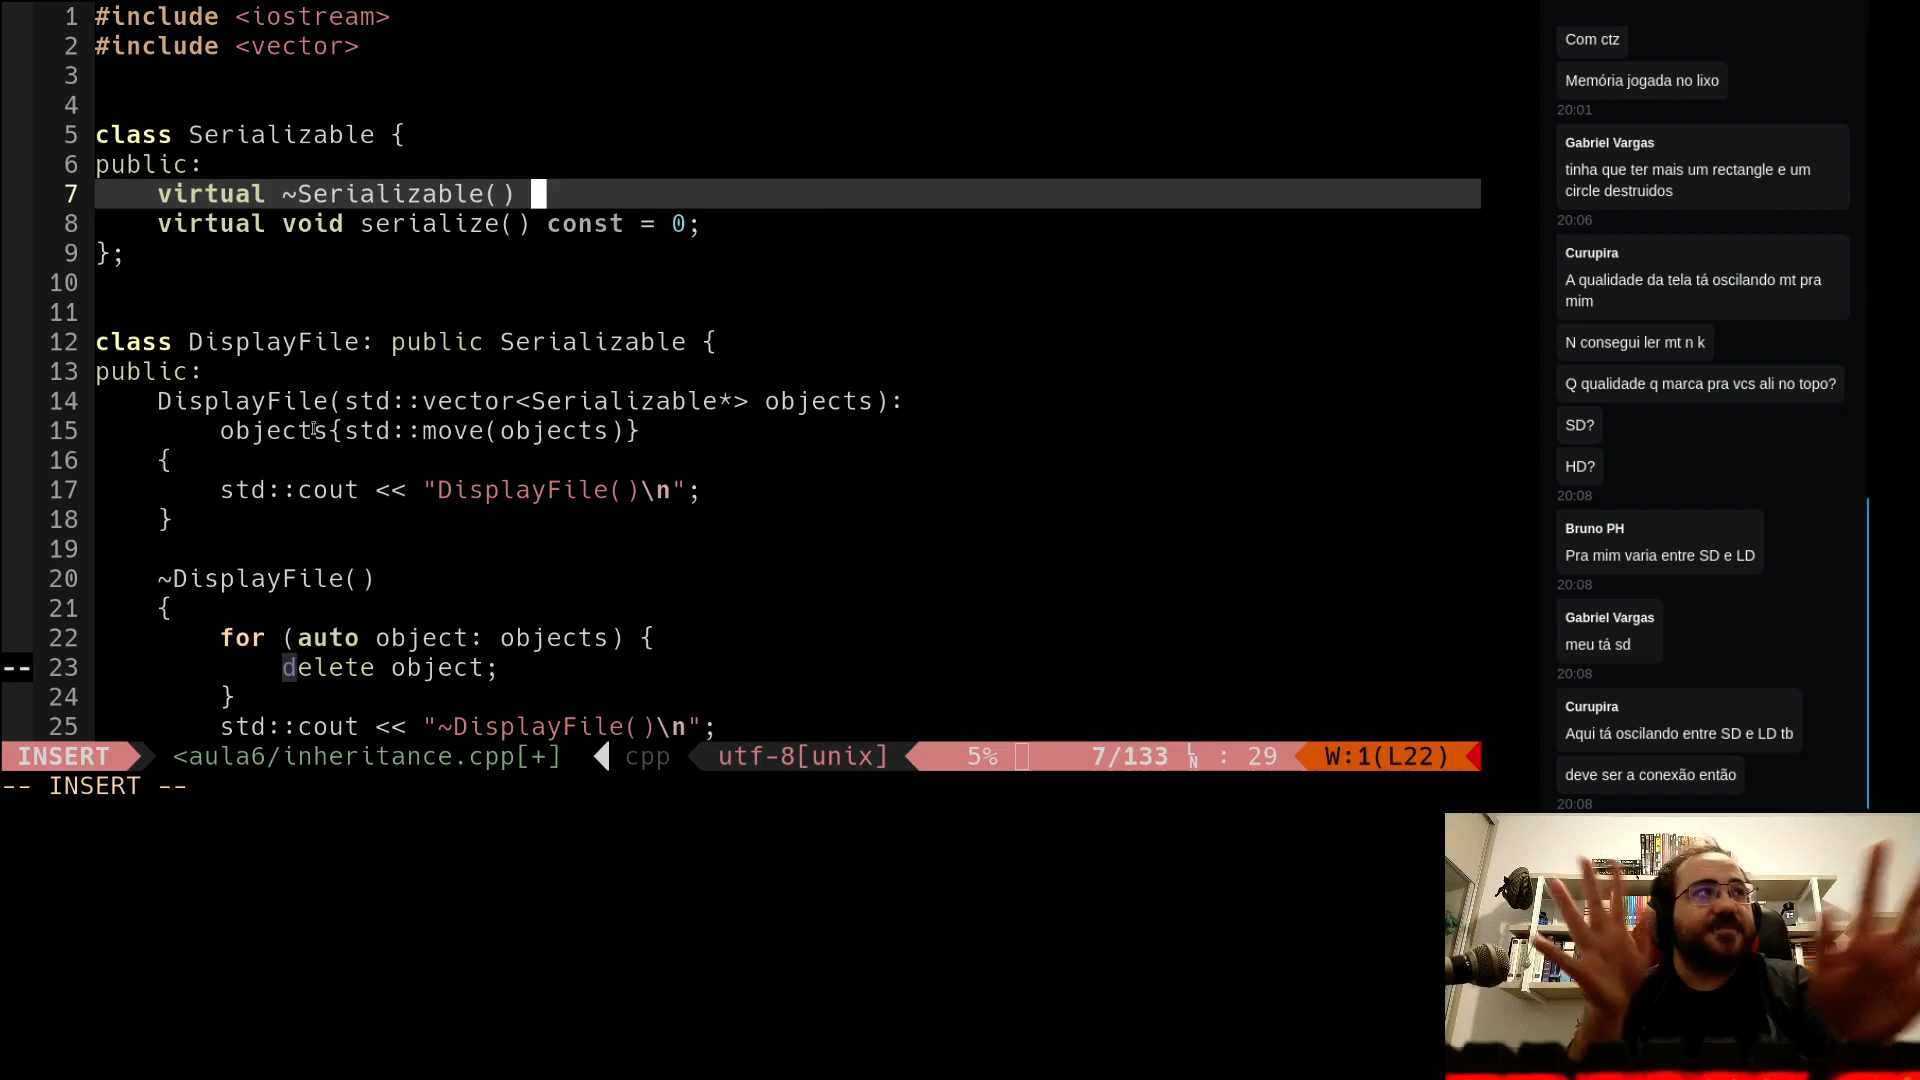 1 #include <iostream>
2 #include <vector>
3
4
5 class Serializable {
6 public:
7     virtual ~Serializable()
8     virtual void serialize() const = 0;
9 };
10
11
12 class DisplayFile: public Serializable {
13 public:
14     DisplayFile(std::vector<Serializable*> objects):
15         objects{std::move(objects)}
16     {
17         std::cout << "DisplayFile()\n";
18     }
19
20     ~DisplayFile()
21     {
22         for (auto object: objects) {
-- 23             delete object;
24         }
25         std::cout << "~DisplayFile()\n";
INSERT <aula6/inheritance.cpp[+] cpp utf-8[unix] 5% 7/133 LN : 29 W:1(L22)
-- INSERT --
Com ctz
Memória jogada no lixo
20:01
Gabriel Vargas
tinha que ter mais um rectangle e um
circle destruidos
20:06
Curupira
A qualidade da tela tá oscilando mt pra
mim
N consegui ler mt n k
Q qualidade q marca pra vcs ali no topo?
SD?
HD?
20:08
Bruno PH
Pra mim varia entre SD e LD
20:08
Gabriel Vargas
meu tá sd
20:08
Curupira
Aqui tá oscilando entre SD e LD tb
deve ser a conexão então
20:08